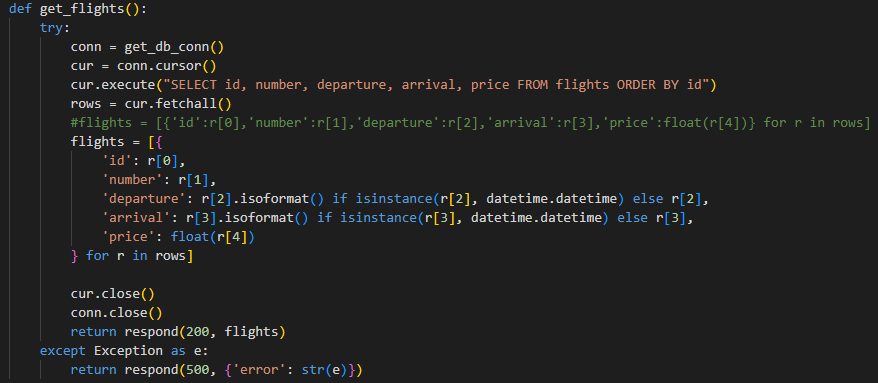 def get_flights():
    try:
        conn = get_db_conn()
        cur = conn.cursor()
        cur.execute("SELECT id, number, departure, arrival, price FROM flights ORDER BY id")
        rows = cur.fetchall()
        #flights = [{'id':r[0],'number':r[1],'departure':r[2],'arrival':r[3],'price':float(r[4])} for r in rows]
        flights = [{
            'id': r[0],
            'number': r[1],
            'departure': r[2].isoformat() if isinstance(r[2], datetime.datetime) else r[2],
            'arrival': r[3].isoformat() if isinstance(r[3], datetime.datetime) else r[3],
            'price': float(r[4])
        } for r in rows]

        cur.close()
        conn.close()
        return respond(200, flights)
    except Exception as e:
        return respond(500, {'error': str(e)})